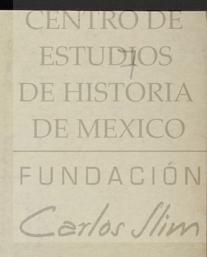 CENTRO DE
ESTUDIOS
DE HISTORIA
DE MEXICO
FUNDACIÓN
Carlos Slim